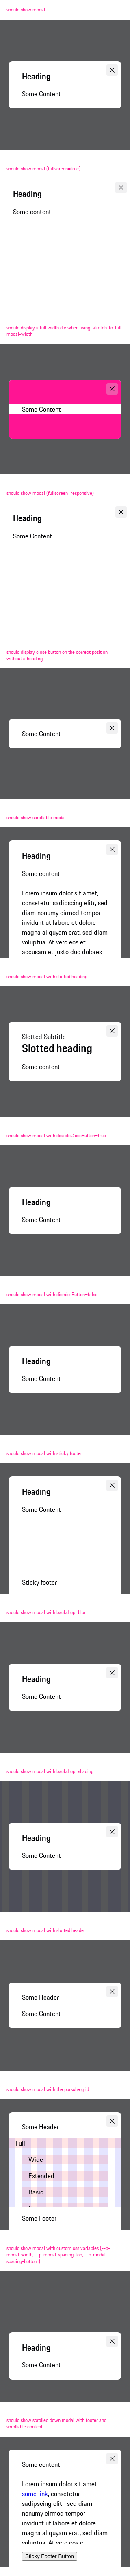 should show modal
Heading
Some Content
should show modal (fullscreen=true)
Heading
Some content
should display a full width div when using .stretch-to-full-
modal-width
Some Content
should show modal (fullscreen=responsive)
Heading
Some Content
should display close button on the correct position
without a heading
Some Content
should show scrollable modal
Heading
Some content
Lorem ipsum dolor sit amet,
consetetur sadipscing elitr, sed
diam nonumy eirmod tempor
invidunt ut labore et dolore
magna aliquyam erat, sed diam
voluptua. At vero eos et
accusam et justo duo dolores
should show modal with slotted heading
Slotted Subtitle
Slotted heading
Some content
should show modal with disableCloseButton=true
Heading
Some Content
should show modal with dismissButton=false
Heading
Some Content
should show modal with sticky footer
Heading
Some Content
Sticky footer
should show modal with backdrop=blur
Heading
Some Content
should show modal with backdrop=shading
Heading
Some Content
should show modal with slotted header
Some Header
Some Content
should show modal with the porsche grid
Some Header
Full
Wide
Extended
Basic
Some Footer
should show modal with custom css variables (--p-
modal-width, --p-modal-spacing-top, --p-modal-
spacing-bottom)
Heading
Some Content
should show scrolled down modal with footer and
scrollable content
Some content
Lorem ipsum dolor sit amet
some link, consetetur
sadipscing elitr, sed diam
nonumy eirmod tempor
invidunt ut labore et dolore
magna aliquyam erat, sed diam
voluptua. At vero eos et
Sticky Footer Button